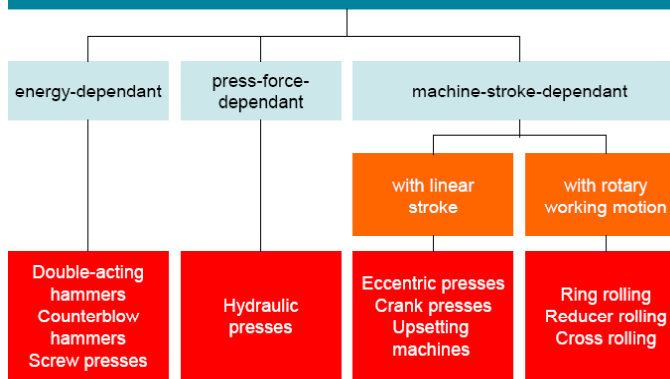 energy-dependant
press-force-
dependant
machine-stroke-dependant
with linear
stroke
with rotary
working motion
Double-acting
hammers
Counterblow
hammers
Screw presses
Hydraulic
presses
Eccentric presses
Crank presses
Upsetting
machines
Ring rolling
Reducer rolling
Cross rolling